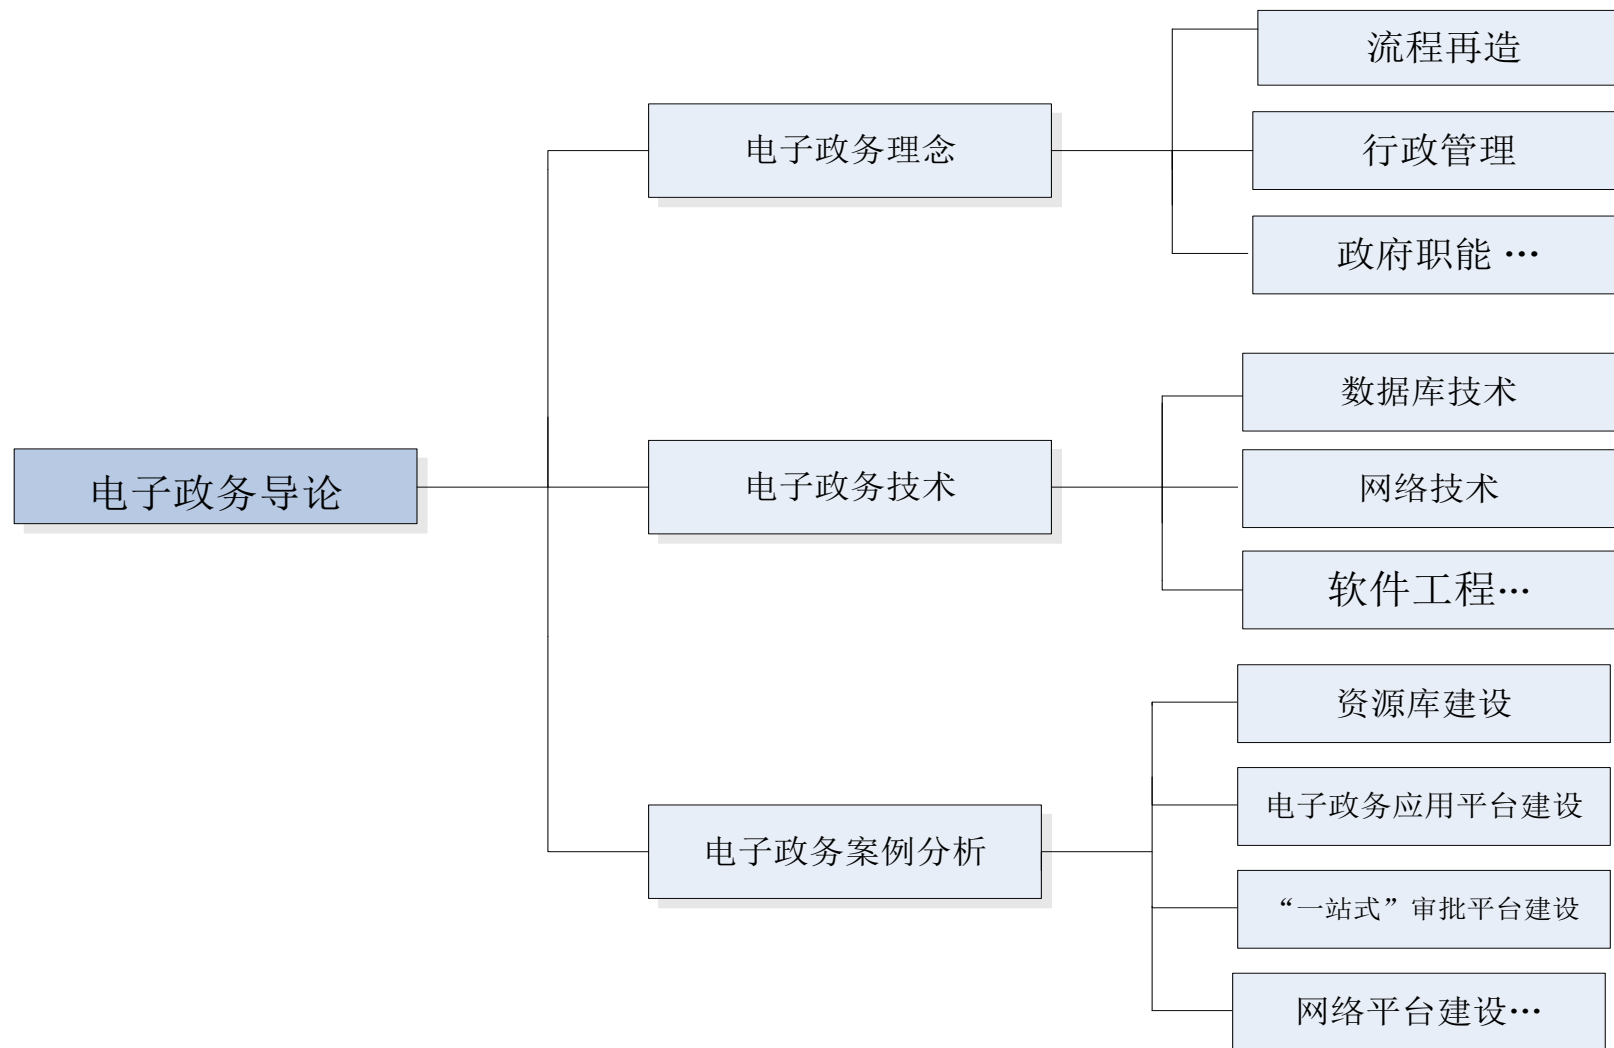 电子政务导论
电子政务理念
流程再造
行政管理
政府职能 …
电子政务技术
数据库技术
网络技术
软件工程…
电子政务案例分析
资源库建设
电子政务应用平台建设
“一站式”审批平台建设
网络平台建设…